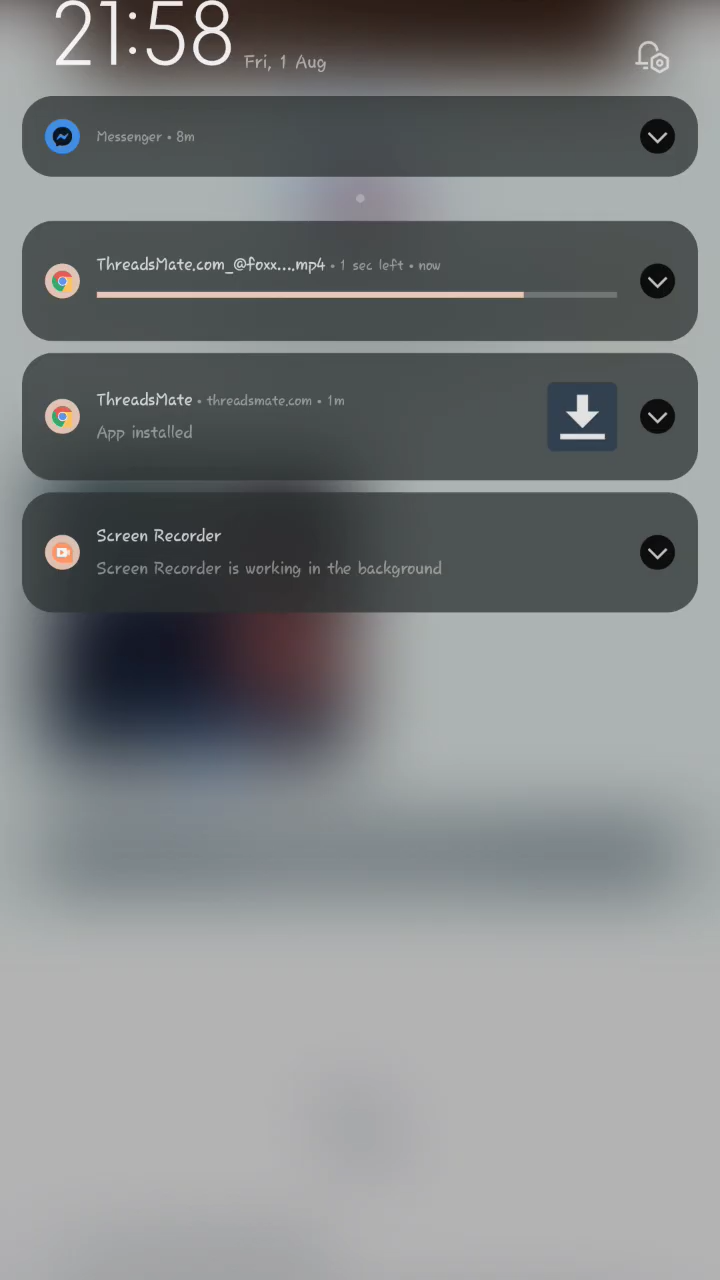 21:58 Fri, 1 Aug
Messenger • 8m
ThreadsMate.com_@foxx....mp4 • 1 sec left • now
ThreadsMate • threadsmate.com • 1m
App installed
Screen Recorder
Screen Recorder is working in the background